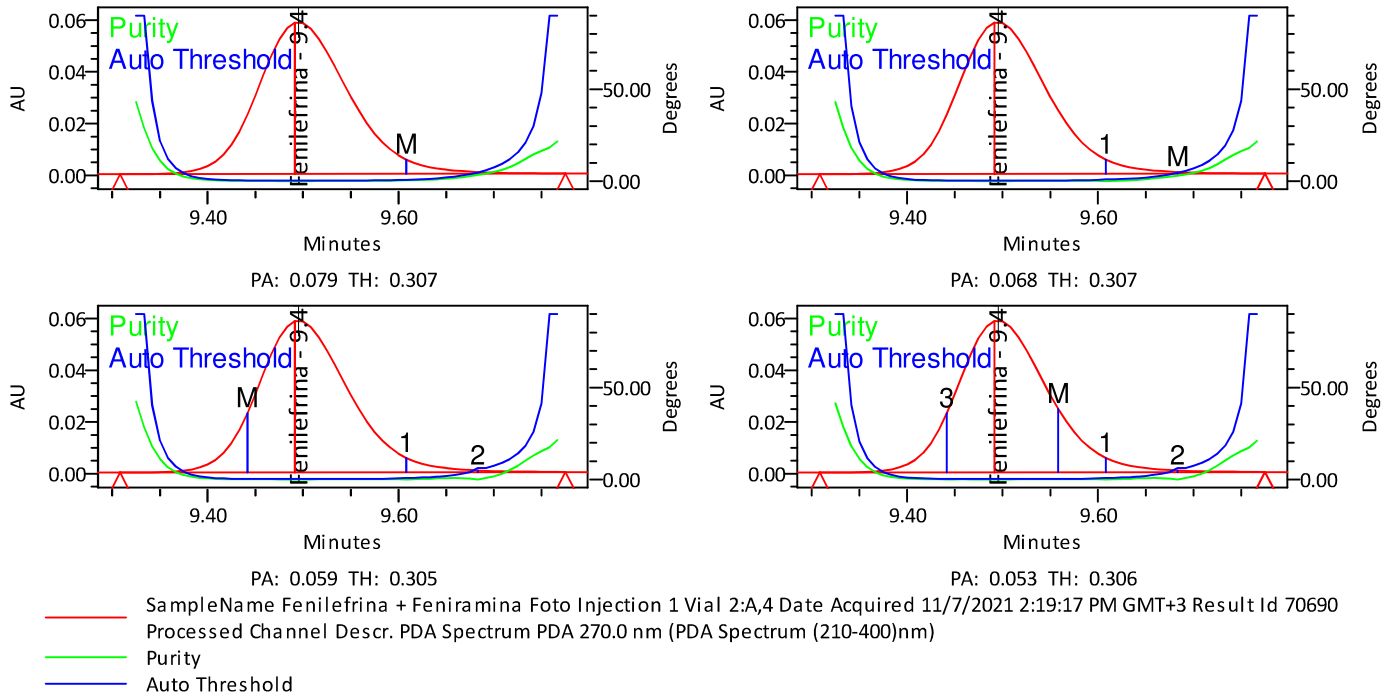 0.06
0.04
0.02
0.00
AU
Purity
Auto Threshold
Fenilefrina - 9.4
M
50.00
0.00
Degrees
9.40 9.60
Minutes
PA: 0.079 TH: 0.307
0.06
0.04
0.02
0.00
AU
Purity
Auto Threshold
Fenilefrina - 9.4
1
M
50.00
0.00
Degrees
9.40 9.60
Minutes
PA: 0.068 TH: 0.307
0.06
0.04
0.02
0.00
AU
Purity
Auto Threshold
Fenilefrina - 9.4
M
1
2
50.00
0.00
Degrees
9.40 9.60
Minutes
PA: 0.059 TH: 0.305
0.06
0.04
0.02
0.00
AU
Purity
Auto Threshold
Fenilefrina - 9.4
3
M
1
2
50.00
0.00
Degrees
9.40 9.60
Minutes
PA: 0.053 TH: 0.306
SampleName Fenilefrina + Feniramina Foto Injection 1 Vial 2:A,4 Date Acquired 11/7/2021 2:19:17 PM GMT+3 Result Id 70690
Processed Channel Descr. PDA Spectrum PDA 270.0 nm (PDA Spectrum (210-400)nm)
Purity
Auto Threshold